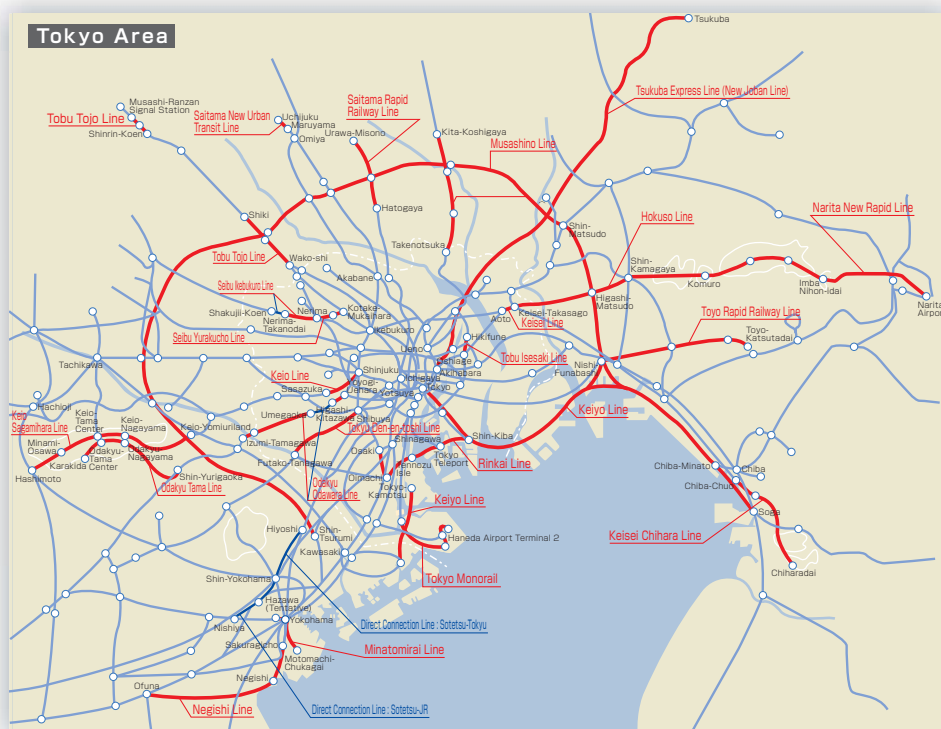 Tokyo Area
Tsukuba
Musashi-Ranzan
Signal Station
Tobu Tojo Line
Shinrin-Koen
Saitama New Urban
Transit Line
Uchijuku
Maruyama
Omiya
Saitama Rapid
Railway Line
Urawa-Misono
Kita-Koshigaya
Musashino Line
Tsukuba Express Line (New Joban Line)
Hatogaya
Shiki
Takenotsuka
Shin-
Matsudo
Hokuso Line
Narita New Rapid Line
Tobu Tojo Line
Wako-shi
Akabane
Shin-
Kamagaya
Komuro
Imba
Nihon-idai
Narita
Airport
Seibu Ikebukuro Line
Shakujii-Koen
Nerima-
Takanodai
Nerima
Kotake-
Mukaihara
Seibu Yurakucho Line
Ikebukuro
Aoto
Keisei-Takasago
Keisei Line
Higashi-
Matsudo
Toyo Rapid Railway Line
Toyo-
Katsutadai
Hikifune
Ueno
Oshiage
Tobu Isesaki Line
Akihabara
Nishi-
Funabashi
Tachikawa
Keio Line
Shinjuku
Ichigaya
Yoyogi-
Uehara
Yotsuya
Tokyo
Sasazuka
Hachioji
Keio
Sagamihara Line
Keio-
Tama
Center
Keio-
Nagayama
Keio-Yomiuriland
Umegaoka
Higashi-
Kitazawa
Shibuya
Tokyu Den-en-toshi Line
Keiyo Line
Minami-
Osawa
Karakida
Odakyu-
Tama
Center
Odakyu-
Nagayama
Izumi-Tamagawa
Futako-Tamagawa
Osaki
Shinagawa
Shin-Kiba
Tokyo
Teleport
Tennozu
Isle
Rinkai Line
Hashimoto
Shin-Yurigaoka
Odakyu Tama Line
Odakyu
Odawara Line
Oimachi
Tokyo-
Kamotsu
Keiyo Line
Chiba-Minato
Chiba
Chiba-Chuo
Soga
Hiyoshi
Shin-
Tsurumi
Kawasaki
Haneda Airport Terminal 2
Keisei Chihara Line
Chiharadai
Shin-Yokohama
Tokyo Monorail
Hazawa
(Tentative)
Nishiya
Yokohama
Direct Connection Line : Sotetsu-Tokyu
Sakuragicho
Minatomirai Line
Motomachi-
Chukagai
Negishi
Ofuna
Negishi Line
Direct Connection Line : Sotetsu-JR